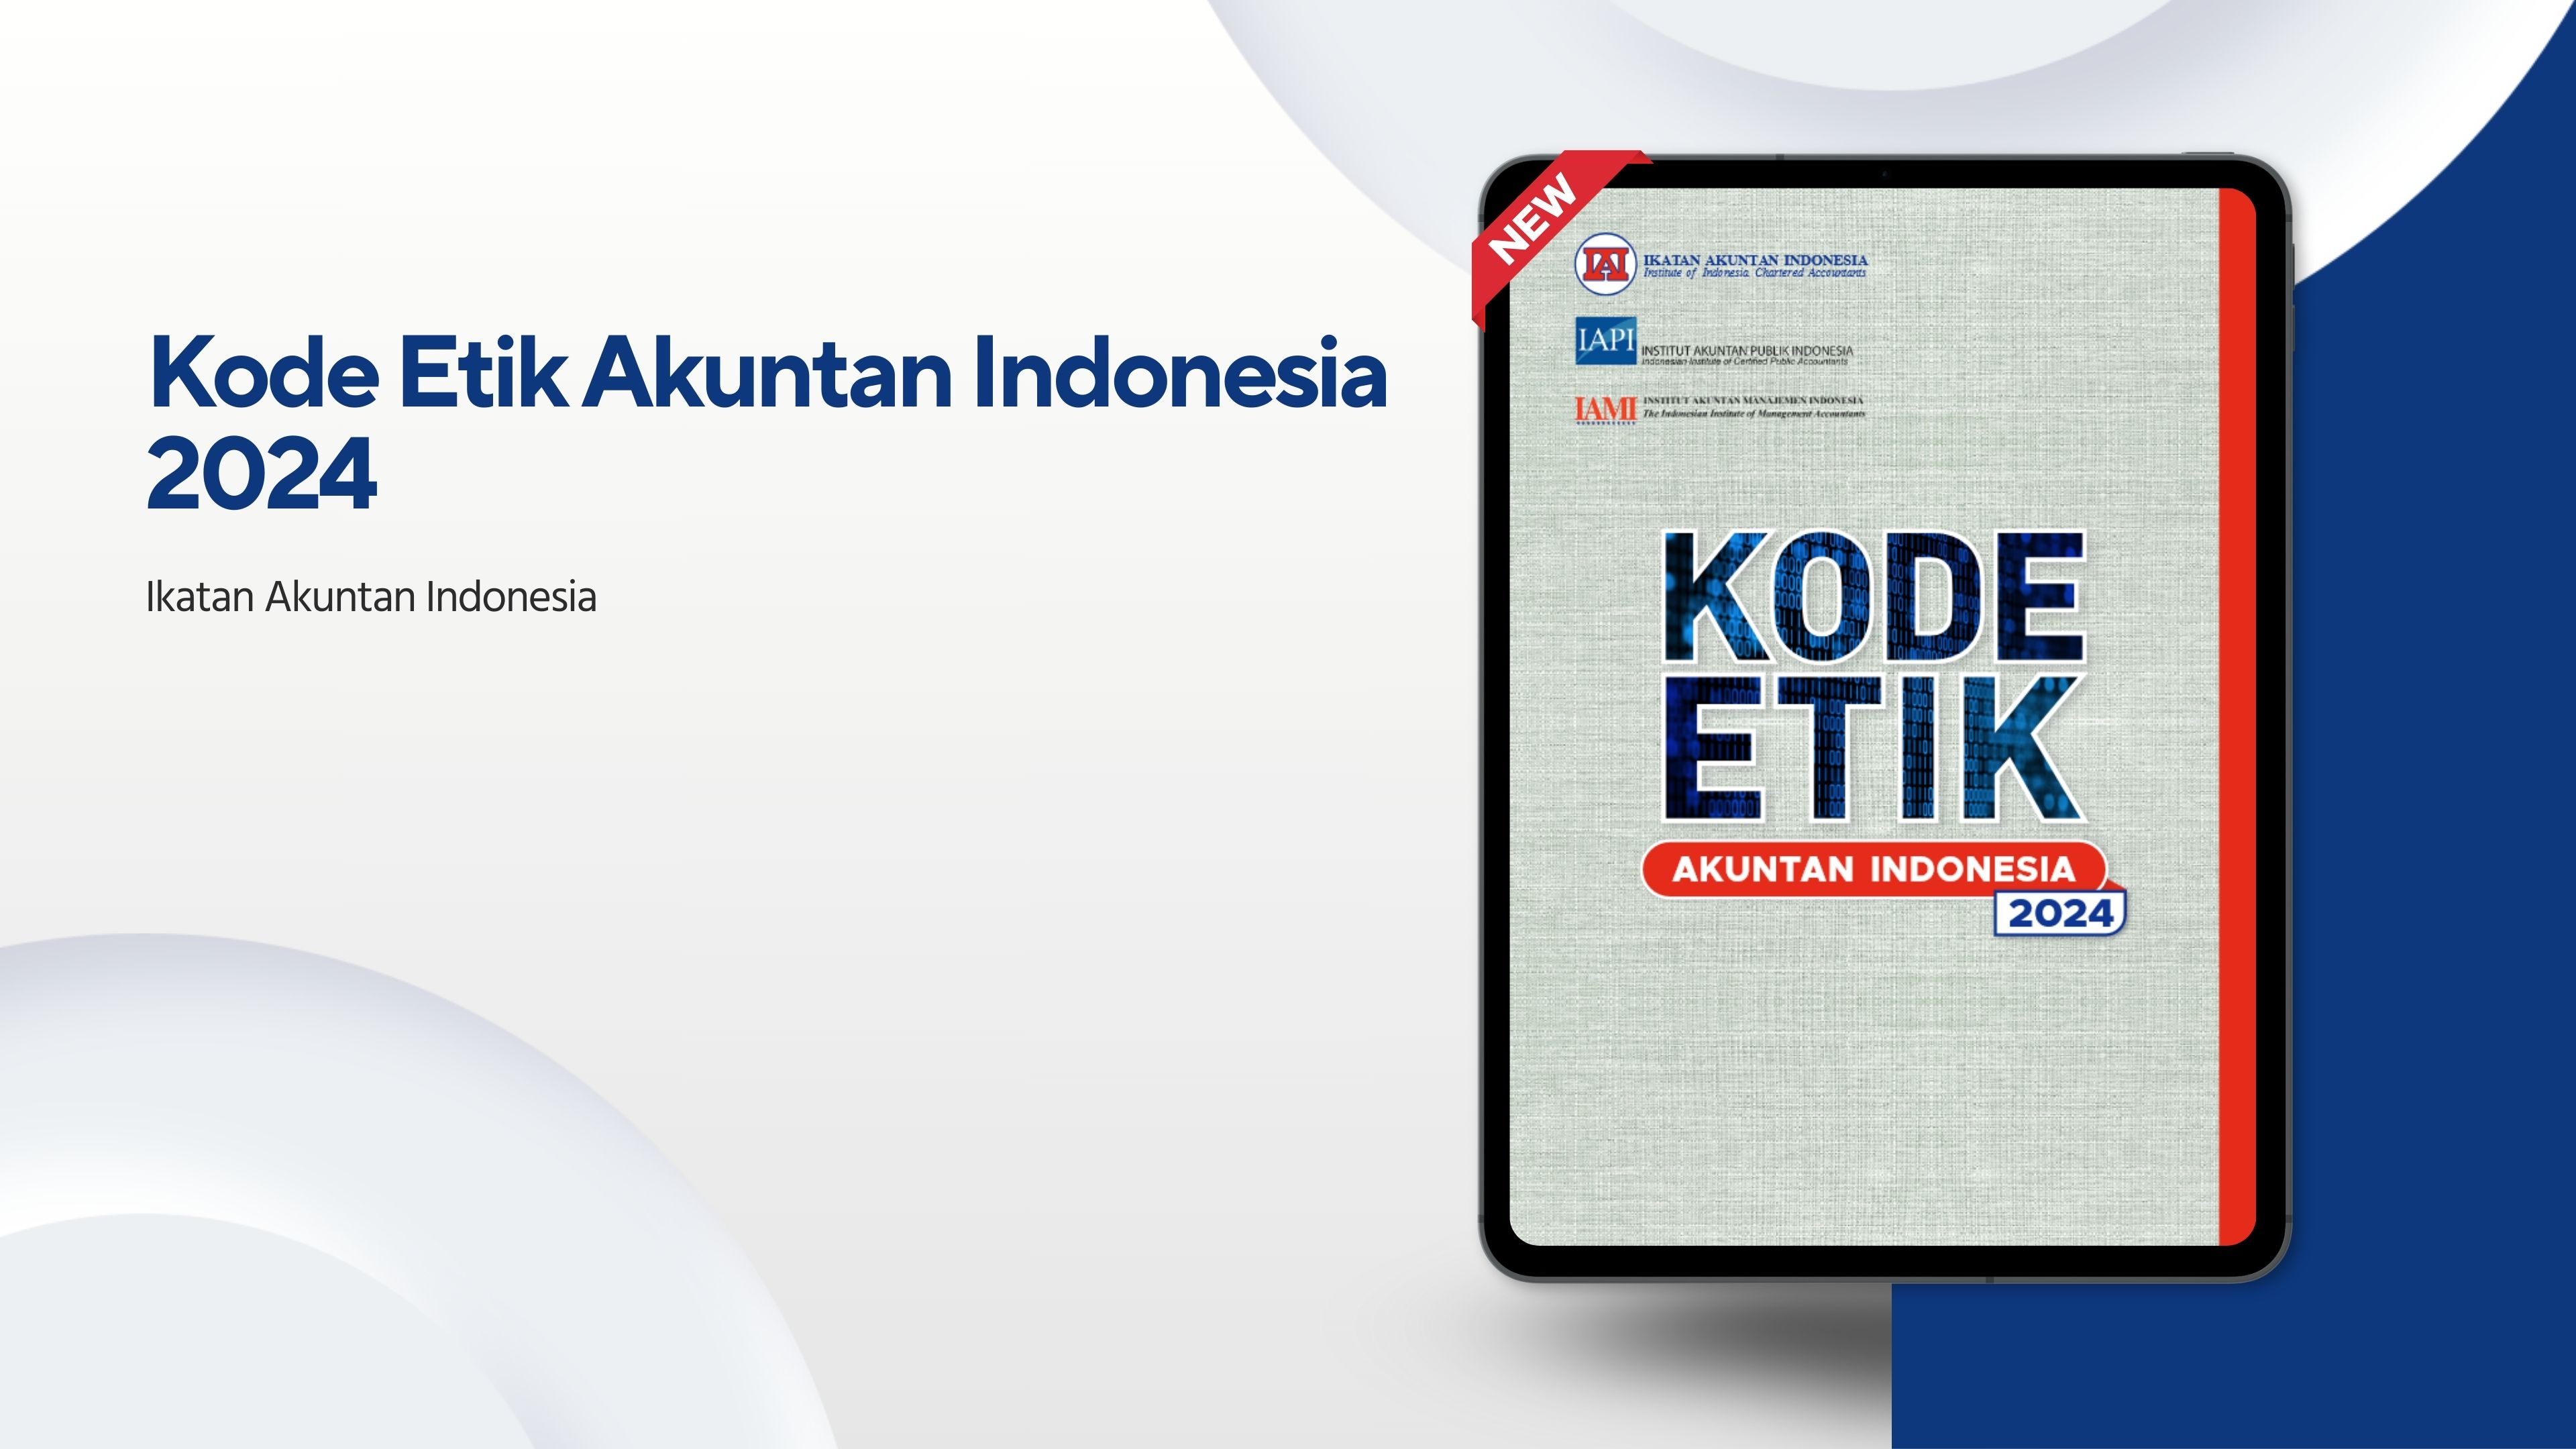 Kode Etik Akuntan Indonesia
2024
Ikatan Akuntan Indonesia
NEW
IAI
IKATAN AKUNTAN INDONESIA
Institute of Indonesia Chartered Accountants
IAPI
INSTITUT AKUNTAN PUBLIK INDONESIA
Indonesian Institute of Certified Public Accountants
IAMI
INSTITUT AKUNTAN MANAJEMEN INDONESIA
The Indonesian Institute of Management Accountants
KODE
ETIK
AKUNTAN INDONESIA
2024